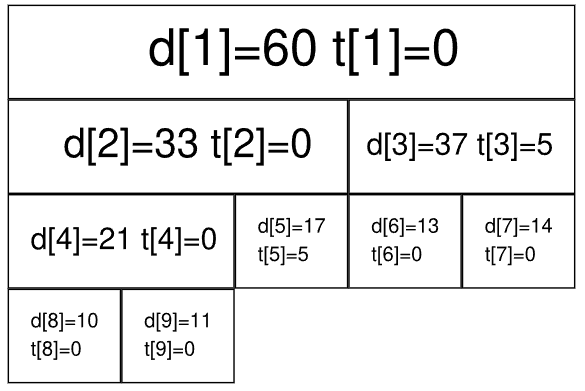 d[1]=60 t[1]=0
d[2]=33 t[2]=0
d[3]=37 t[3]=5
d[4]=21 t[4]=0
d[5]=17
t[5]=5
d[6]=13
t[6]=0
d[7]=14
t[7]=0
d[8]=10
t[8]=0
d[9]=11
t[9]=0